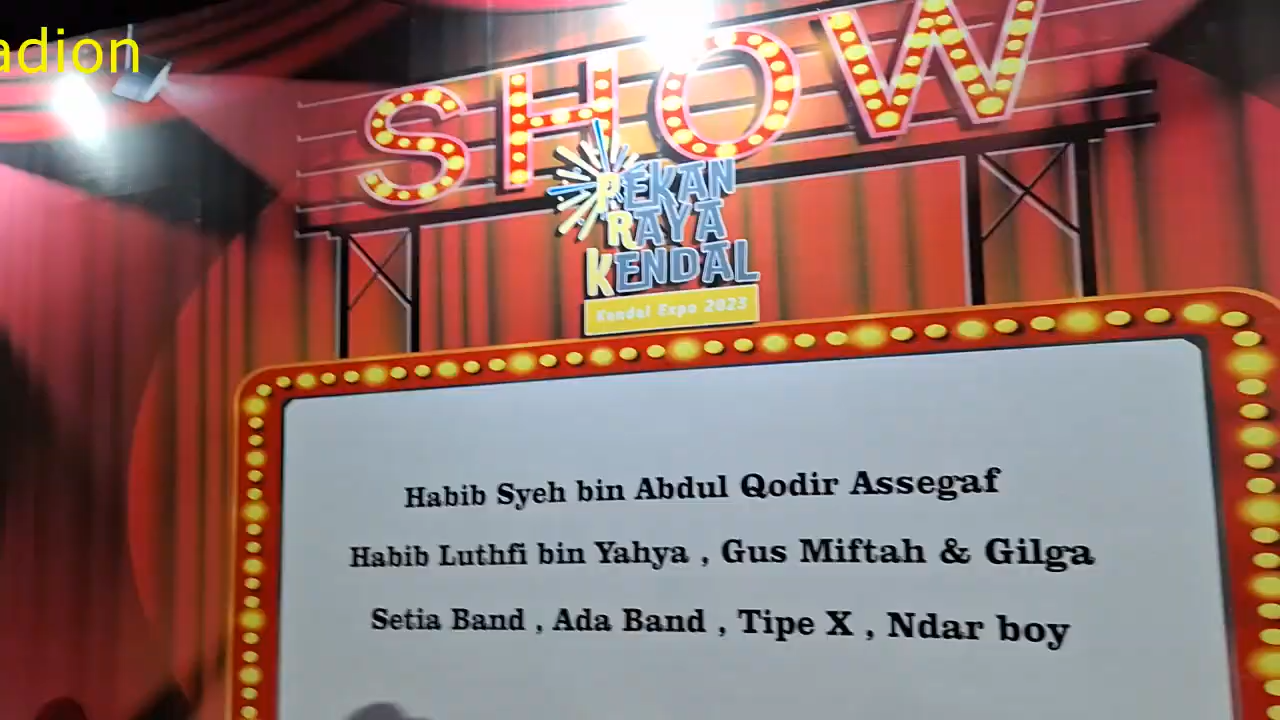 adion
SHOW
PEKAN
RAYA
KENDAL
Kendal Expo 2023
Habib Syeh bin Abdul Qodir Assegaf
Habib Luthfi bin Yahya , Gus Miftah & Gilga
Setia Band , Ada Band , Tipe X , Ndar boy